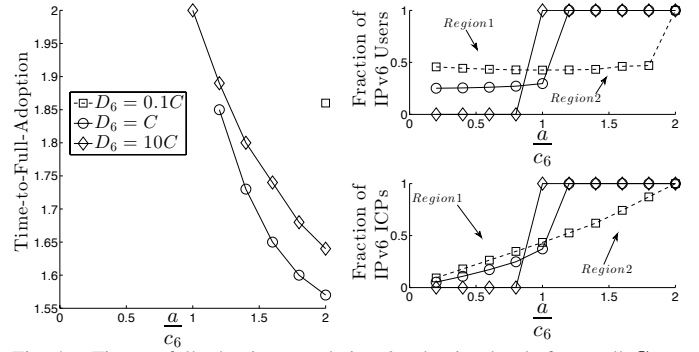 Time-to-Full-Adoption
2
1.95
1.9
1.85
1.8
1.75
1.7
1.65
1.6
1.55
0 0.5 1 1.5 2
a
c6
D6 = 0.1C
D6 = C
D6 = 10C
Fraction of
IPv6 Users
1
0.5
0
0 0.5 1 1.5 2
Region1
Region2
a
c6
Fraction of
IPv6 ICPs
1
0.5
0
0 0.5 1 1.5 2
Region1
Region2
a
c6